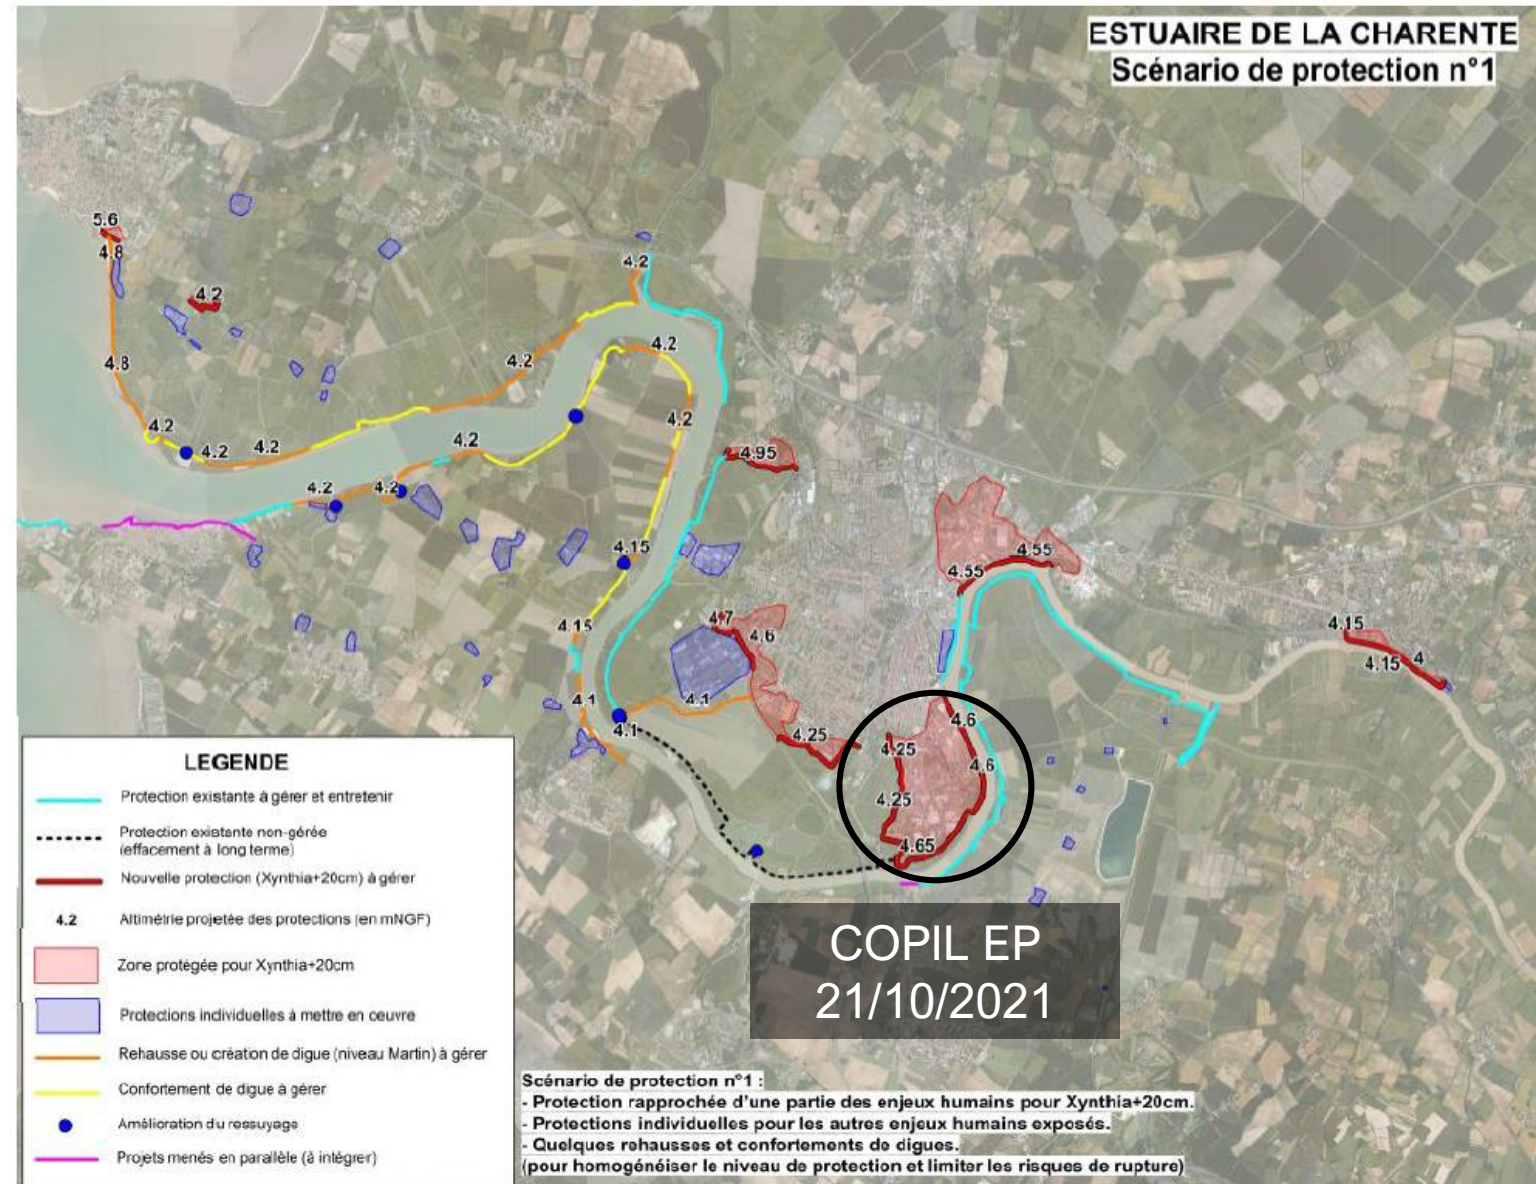 ESTUAIRE DE LA CHARENTE
Scénario de protection n°1
5.6
4.8
4.2
4.2
4.8
4.2
4.2
4.2
4.2
4.2
4.2
4.2
4.2
4.2
4.2
4.95
4.15
4.55
4.55
4.15
4.7
4.6
4.15
4.15
4
4.1
4.1
4.1
4.25
4.6
4.25
4.6
4.25
4.65
LEGENDE
Protection existante à gérer et entretenir
Protection existante non-gérée
(effacement à long terme)
Nouvelle protection (Xynthia+20cm) à gérer
4.2 Altimétrie projetée des protections (en mNGF)
Zone protégée pour Xynthia+20cm
Protections individuelles à mettre en oeuvre
Rehausse ou création de digue (niveau Martin) à gérer
Confortement de digue à gérer
Amélioration du ressuyage
Projets menés en parallèle (à intégrer)
COPIL EP
21/10/2021
Scénario de protection n°1 :
- Protection rapprochée d'une partie des enjeux humains pour Xynthia+20cm.
- Protections individuelles pour les autres enjeux humains exposés.
- Quelques rehausses et confortements de digues.
(pour homogénéiser le niveau de protection et limiter les risques de rupture)